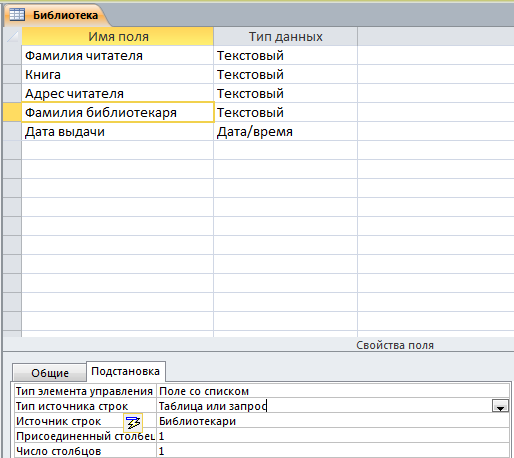 Библиотека
Имя поля Тип данных
Фамилия читателя Текстовый
Книга Текстовый
Адрес читателя Текстовый
Фамилия библиотекаря Текстовый
Дата выдачи Дата/время
Свойства поля
Общие Подстановка
Тип элемента управления Поле со списком
Тип источника строк Таблица или запрос
Источник строк Библиотекари
Присоединенный столбец 1
Число столбцов 1